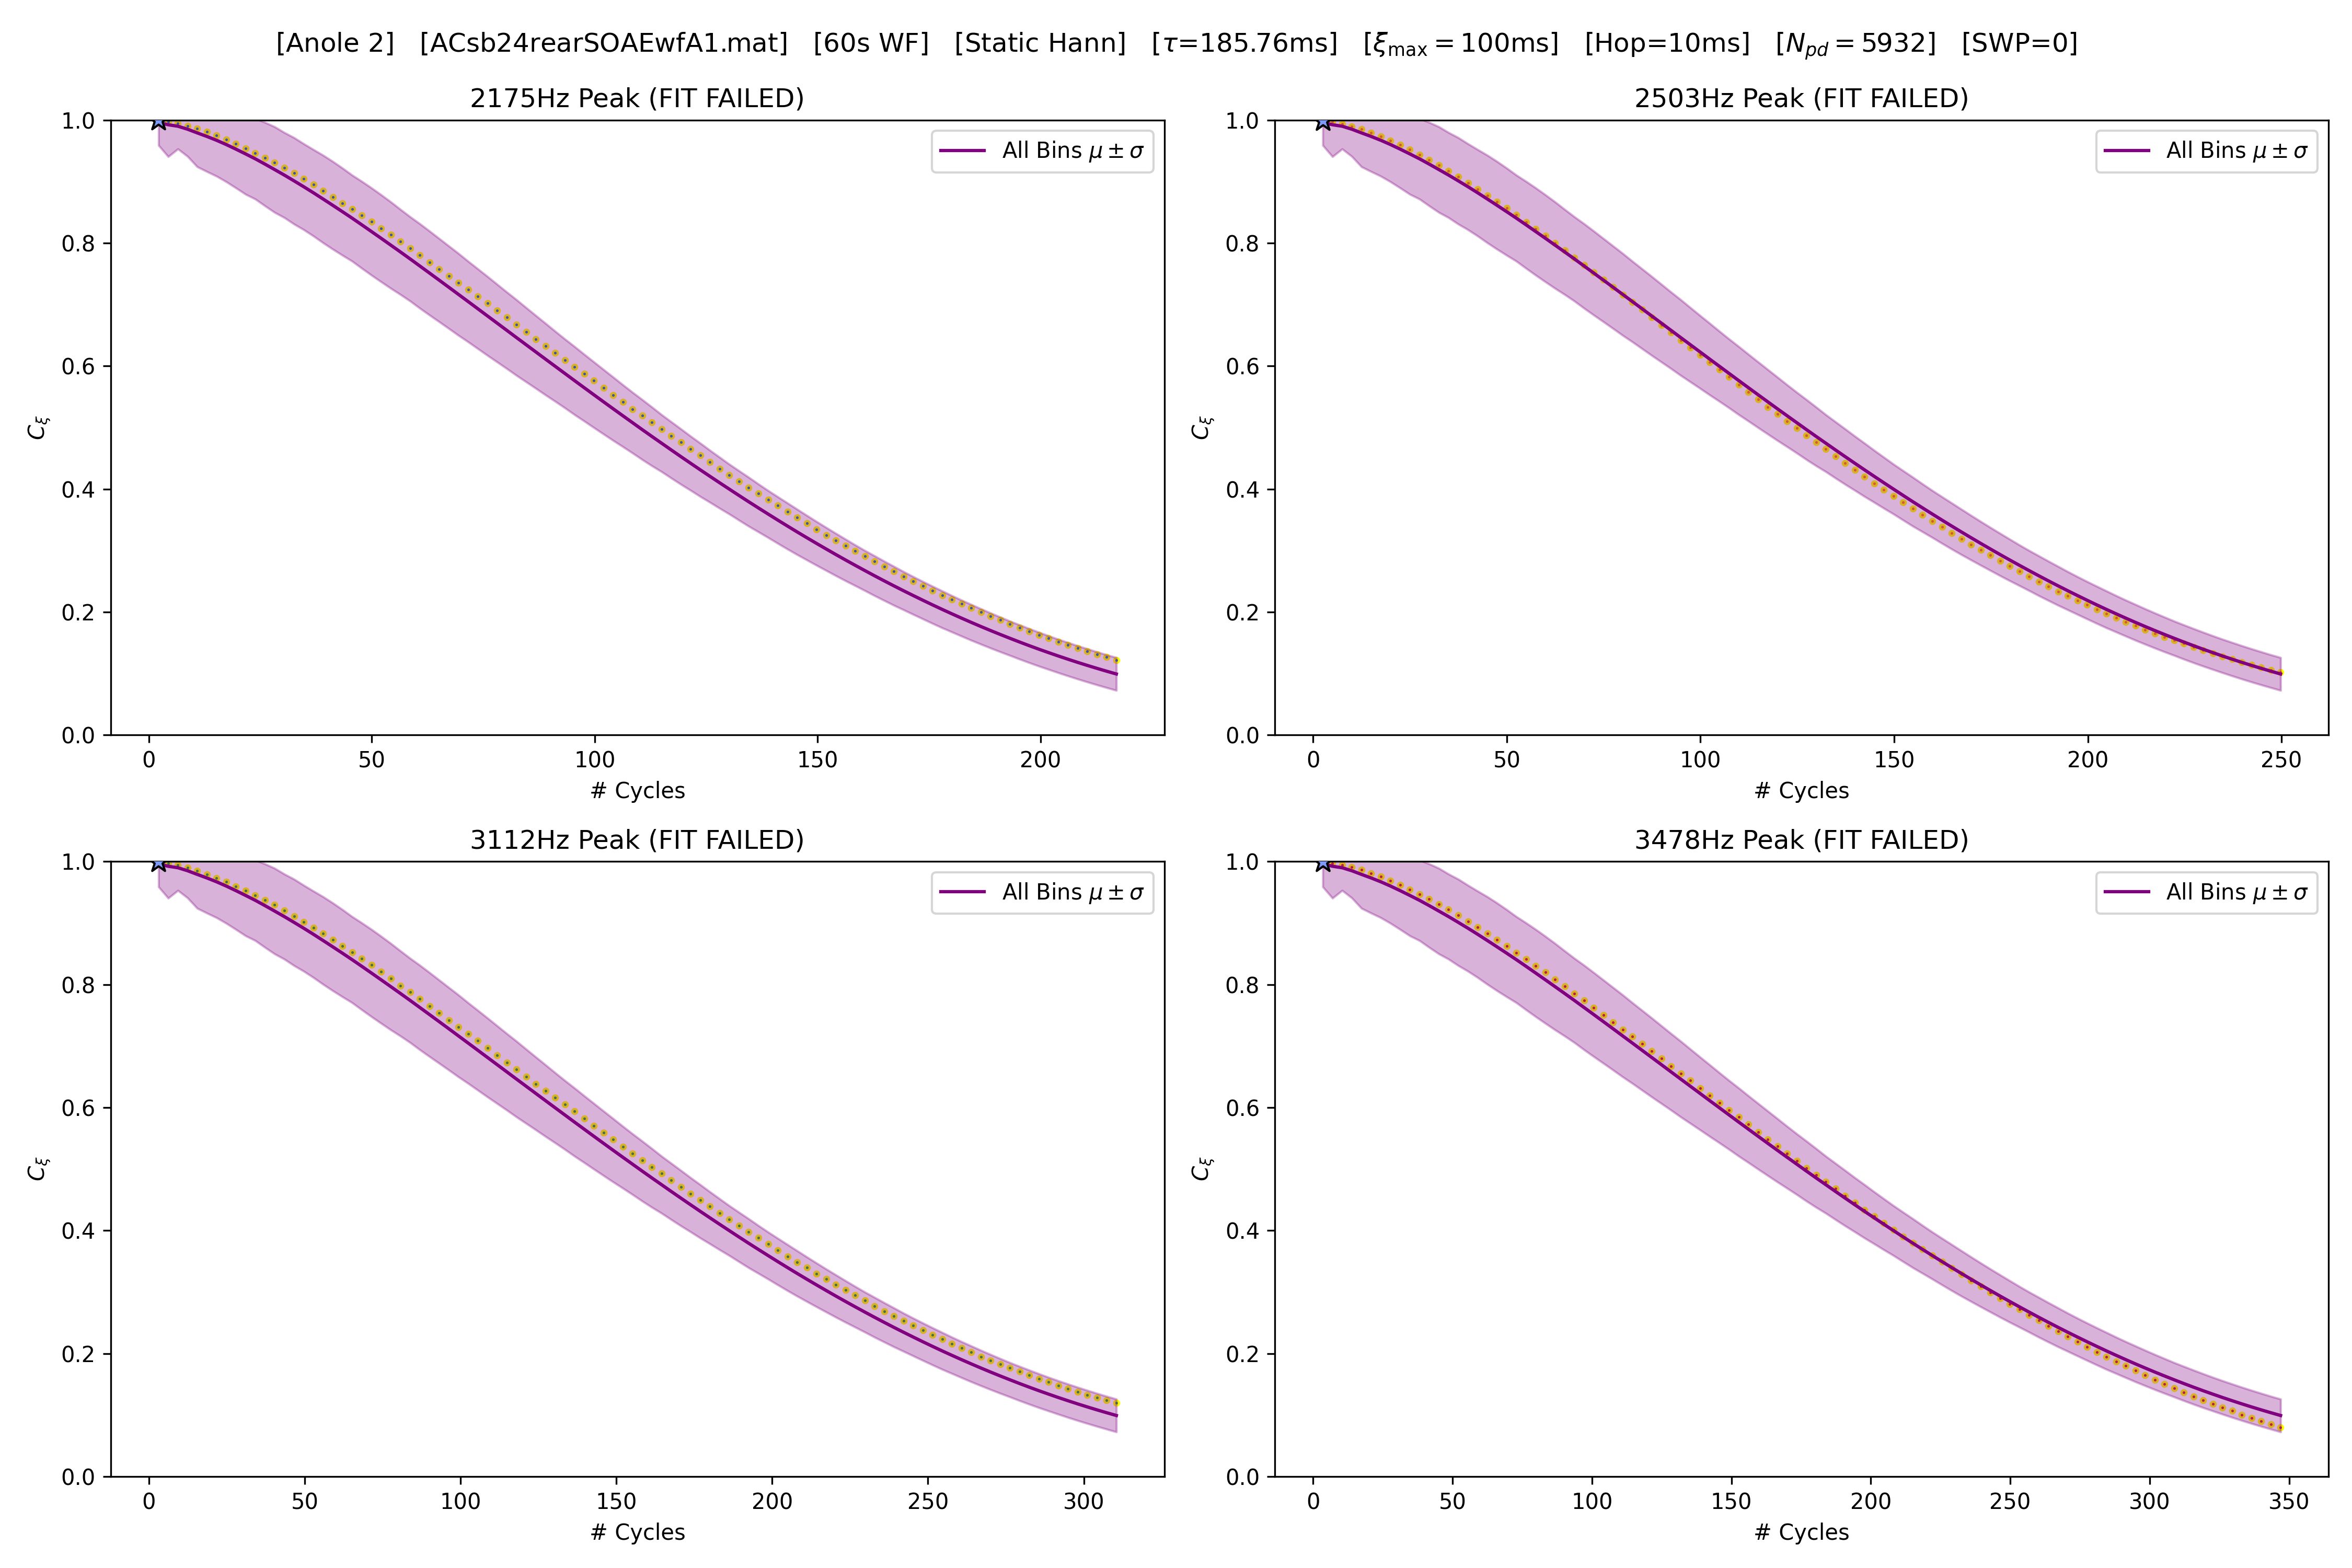 [Anole 2] [ACsb24rearSOAEwfA1.mat] [60s WF] [Static Hann] [τ=185.76ms] [ξmax = 100ms] [Hop=10ms] [Npd = 5932] [SWP=0]
2175Hz Peak (FIT FAILED)
1.0
0.8
0.6
0.4
0.2
0.0
Cξ
All Bins μ ± σ
0 50 100 150 200
# Cycles
2503Hz Peak (FIT FAILED)
1.0
0.8
0.6
0.4
0.2
0.0
Cξ
All Bins μ ± σ
0 50 100 150 200 250
# Cycles
3112Hz Peak (FIT FAILED)
1.0
0.8
0.6
0.4
0.2
0.0
Cξ
All Bins μ ± σ
0 50 100 150 200 250 300
# Cycles
3478Hz Peak (FIT FAILED)
1.0
0.8
0.6
0.4
0.2
0.0
Cξ
All Bins μ ± σ
0 50 100 150 200 250 300 350
# Cycles